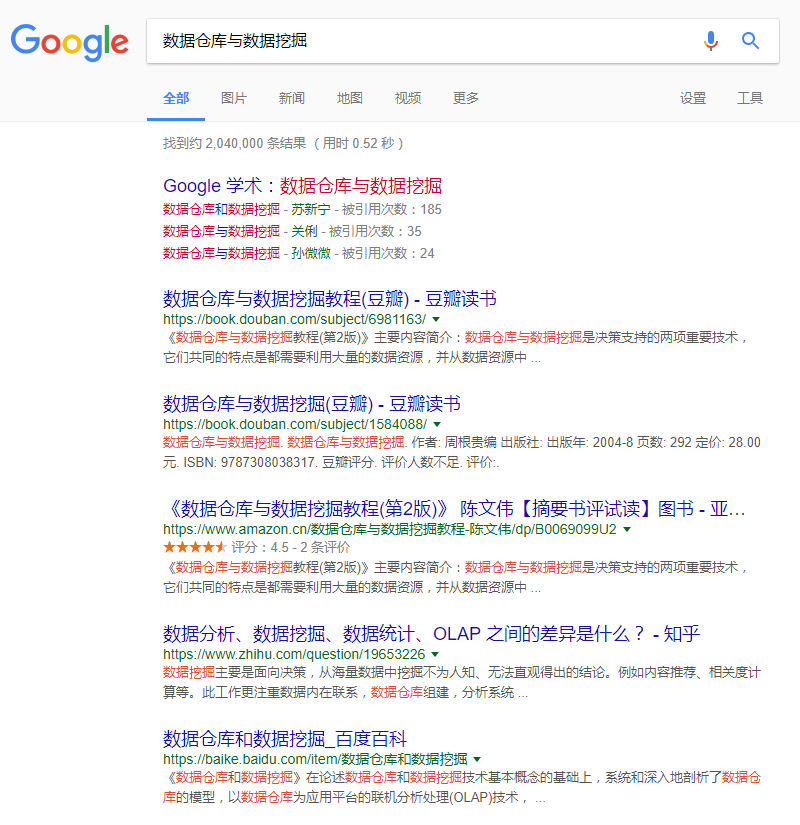 Google
数据仓库与数据挖掘
全部 图片 新闻 地图 视频 更多 设置 工具
找到约 2,040,000 条结果 （用时 0.52 秒）
Google 学术：数据仓库与数据挖掘
数据仓库和数据挖掘 - 苏新宁 - 被引用次数：185
数据仓库与数据挖掘 - 关俐 - 被引用次数：35
数据仓库与数据挖掘 - 孙微微 - 被引用次数：24
数据仓库与数据挖掘教程(豆瓣) - 豆瓣读书
https://book.douban.com/subject/6981163/
《数据仓库与数据挖掘教程(第2版)》主要内容简介：数据仓库与数据挖掘是决策支持的两项重要技术，
它们共同的特点是都需要利用大量的数据资源，并从数据资源中 ...
数据仓库与数据挖掘(豆瓣) - 豆瓣读书
https://book.douban.com/subject/1584088/
数据仓库与数据挖掘. 数据仓库与数据挖掘. 作者: 周根贵编 出版社: 出版年: 2004-8 页数: 292 定价: 28.00
元. ISBN: 9787308038317. 豆瓣评分. 评价人数不足. 评价:.
《数据仓库与数据挖掘教程(第2版)》 陈文伟【摘要书评试读】图书 - 亚...
https://www.amazon.cn/数据仓库与数据挖掘教程-陈文伟/dp/B0069099U2
评分：4.5 - 2 条评价
《数据仓库与数据挖掘教程(第2版)》主要内容简介：数据仓库与数据挖掘是决策支持的两项重要技术，
它们共同的特点是都需要利用大量的数据资源，并从数据资源中 ...
数据分析、数据挖掘、数据统计、OLAP 之间的差异是什么？ - 知乎
https://www.zhihu.com/question/19653226
数据挖掘主要是面向决策，从海量数据中挖掘不为人知、无法直观得出的结论。例如内容推荐、相关度计
算等。此工作更注重数据内在联系，数据仓库组建，分析系统 ...
数据仓库和数据挖掘_百度百科
https://baike.baidu.com/item/数据仓库和数据挖掘
《数据仓库和数据挖掘》在论述数据仓库和数据挖掘技术基本概念的基础上，系统和深入地剖析了数据仓
库的模型，以数据仓库为应用平台的联机分析处理(OLAP)技术， ...